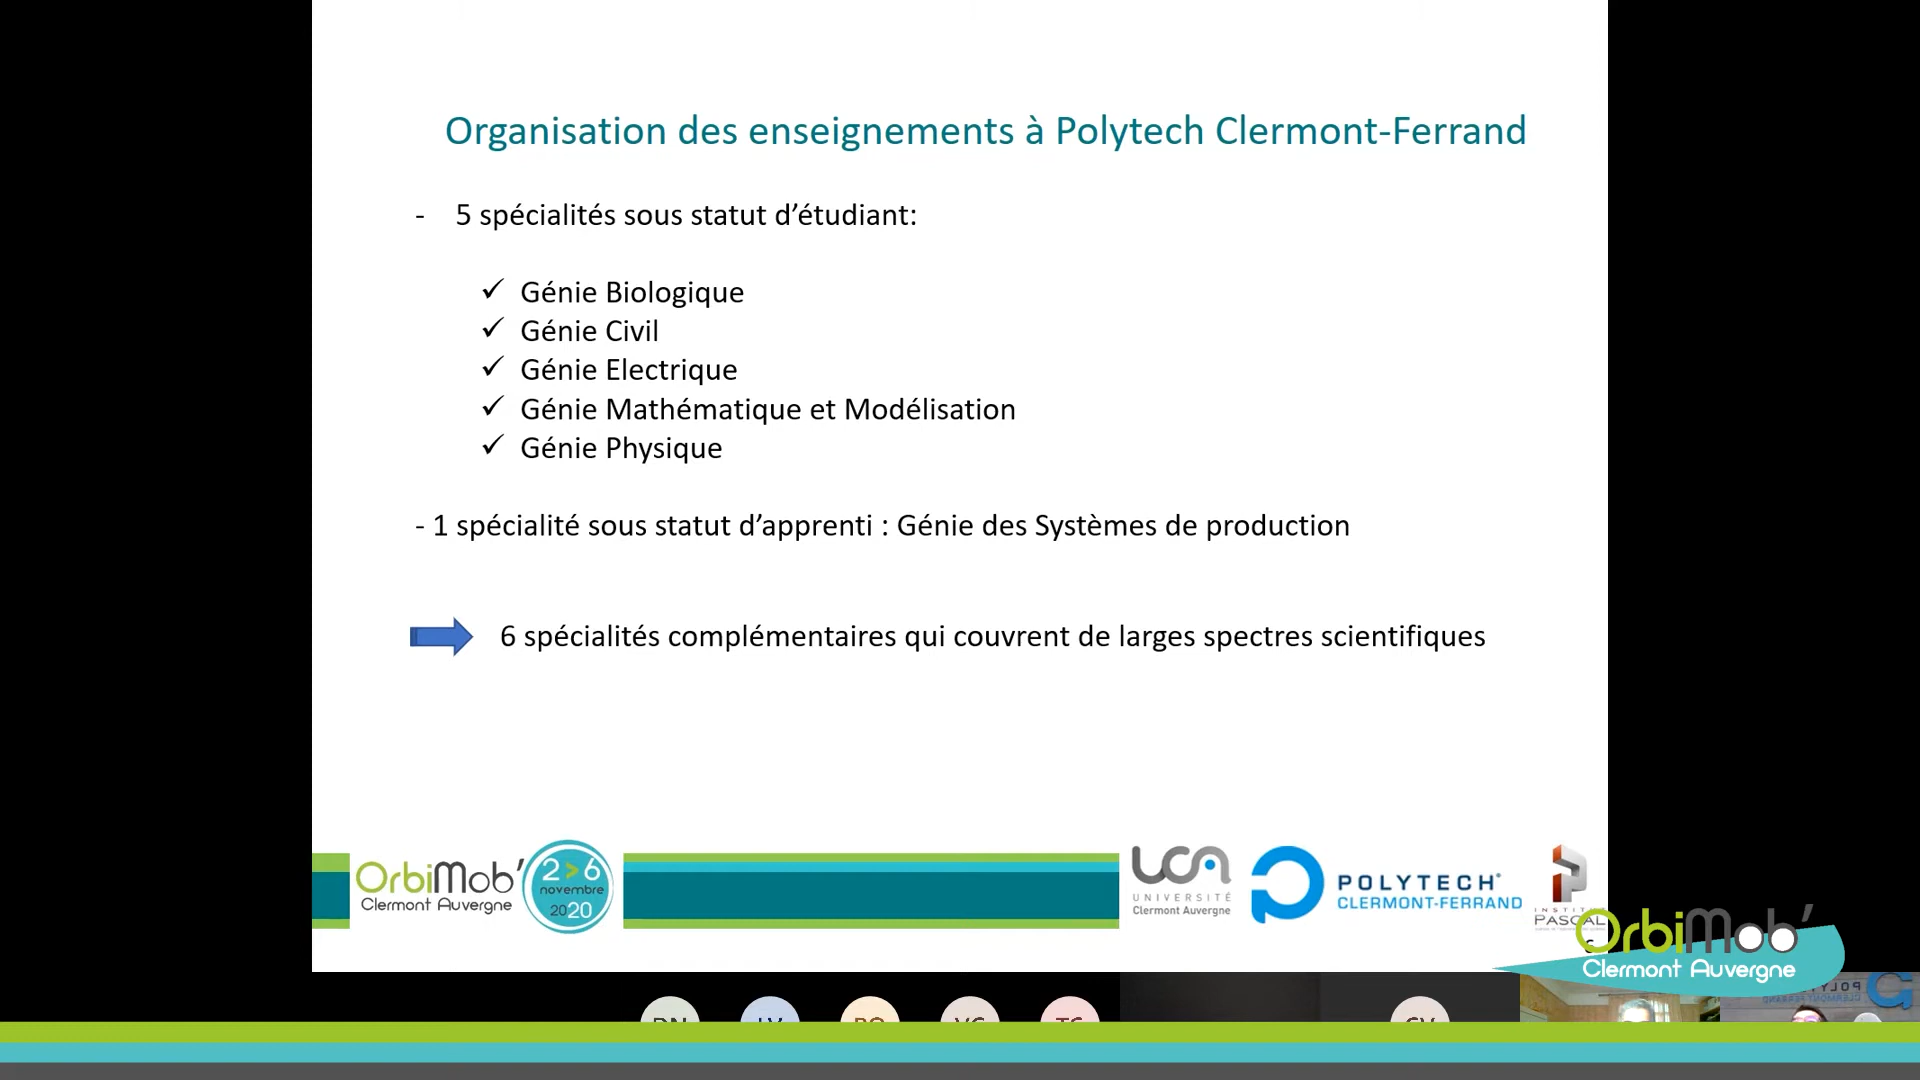 Organisation des enseignements à Polytech Clermont-Ferrand
- 5 spécialités sous statut d’étudiant:
✓ Génie Biologique
✓ Génie Civil
✓ Génie Electrique
✓ Génie Mathématique et Modélisation
✓ Génie Physique
- 1 spécialité sous statut d’apprenti : Génie des Systèmes de production
6 spécialités complémentaires qui couvrent de larges spectres scientifiques
OrbiMob’
Clermont Auvergne
2>6
novembre
2020
UCA
UNIVERSITÉ
Clermont Auvergne
POLYTECH
CLERMONT-FERRAND
INSTITUT
PASCAL
OrbiMob’
Clermont Auvergne